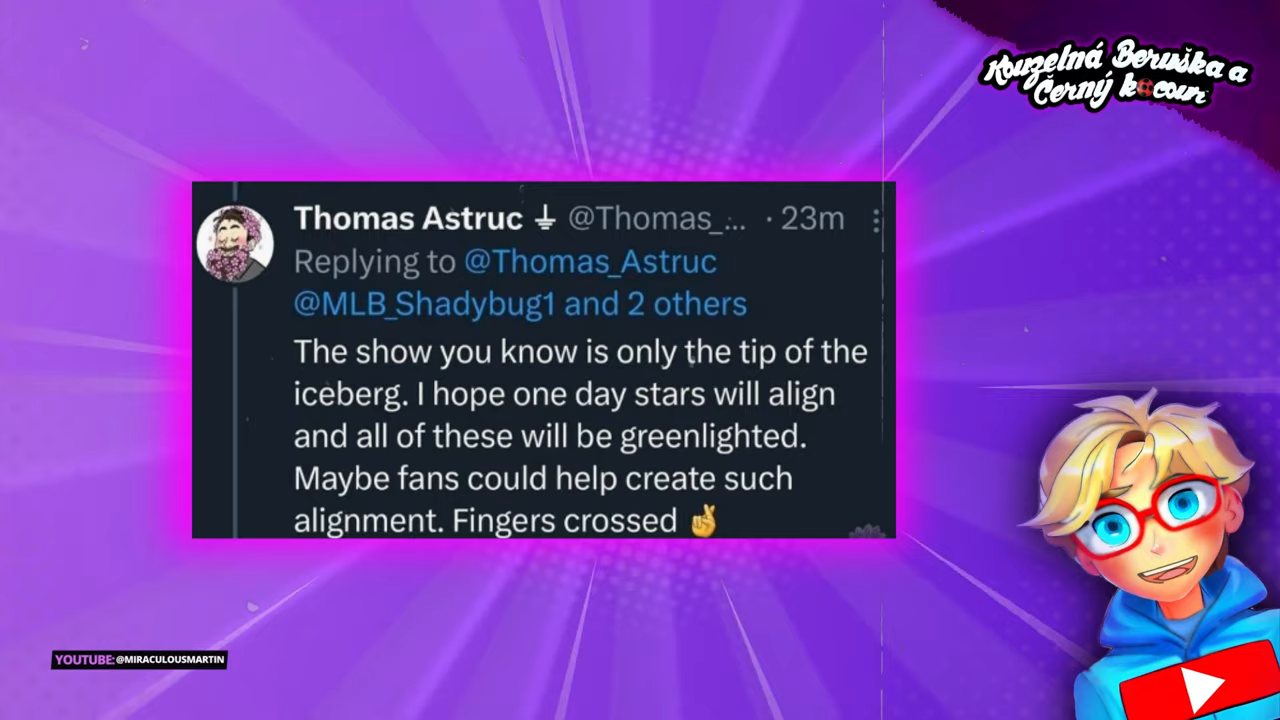 Kouzelná Beruška a
Černý kocour
Thomas Astruc ⏚ @Thomas_... · 23m
Replying to @Thomas_Astruc
@MLB_Shadybug1 and 2 others
The show you know is only the tip of the
iceberg. I hope one day stars will align
and all of these will be greenlighted.
Maybe fans could help create such
alignment. Fingers crossed 🤞
YOUTUBE:@MIRACULOUSMARTIN